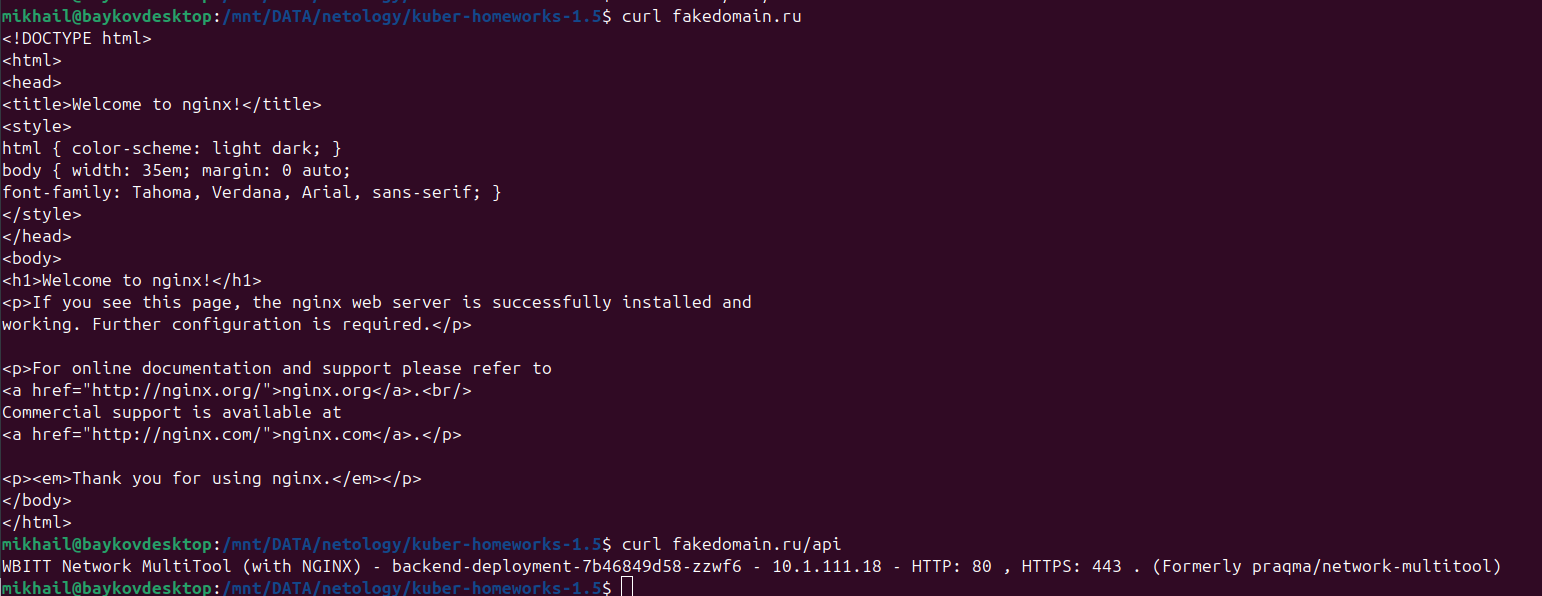 mikhail@baykovdesktop:/mnt/DATA/netology/kuber-homeworks-1.5$ curl fakedomain.ru
<!DOCTYPE html>
<html>
<head>
<title>Welcome to nginx!</title>
<style>
html { color-scheme: light dark; }
body { width: 35em; margin: 0 auto;
font-family: Tahoma, Verdana, Arial, sans-serif; }
</style>
</head>
<body>
<h1>Welcome to nginx!</h1>
<p>If you see this page, the nginx web server is successfully installed and
working. Further configuration is required.</p>

<p>For online documentation and support please refer to
<a href="http://nginx.org/">nginx.org</a>.<br/>
Commercial support is available at
<a href="http://nginx.com/">nginx.com</a>.</p>

<p><em>Thank you for using nginx.</em></p>
</body>
</html>
mikhail@baykovdesktop:/mnt/DATA/netology/kuber-homeworks-1.5$ curl fakedomain.ru/api
WBITT Network MultiTool (with NGINX) - backend-deployment-7b46849d58-zzwf6 - 10.1.111.18 - HTTP: 80 , HTTPS: 443 . (Formerly praqma/network-multitool)
mikhail@baykovdesktop:/mnt/DATA/netology/kuber-homeworks-1.5$